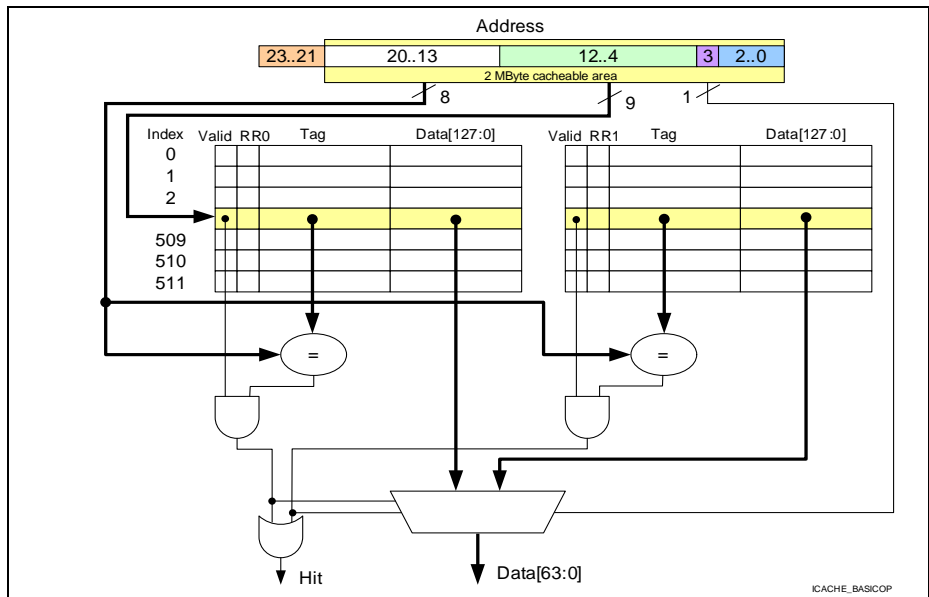 Address
23..21 20..13 12..4 3 2..0
2 MByte cacheable area
8 9 1
Index Valid RR0 Tag Data[127:0] Valid RR1 Tag Data[127:0]
0
1
2
509
510
511
= =
Hit Data[63:0]
ICACHE_BASICOP